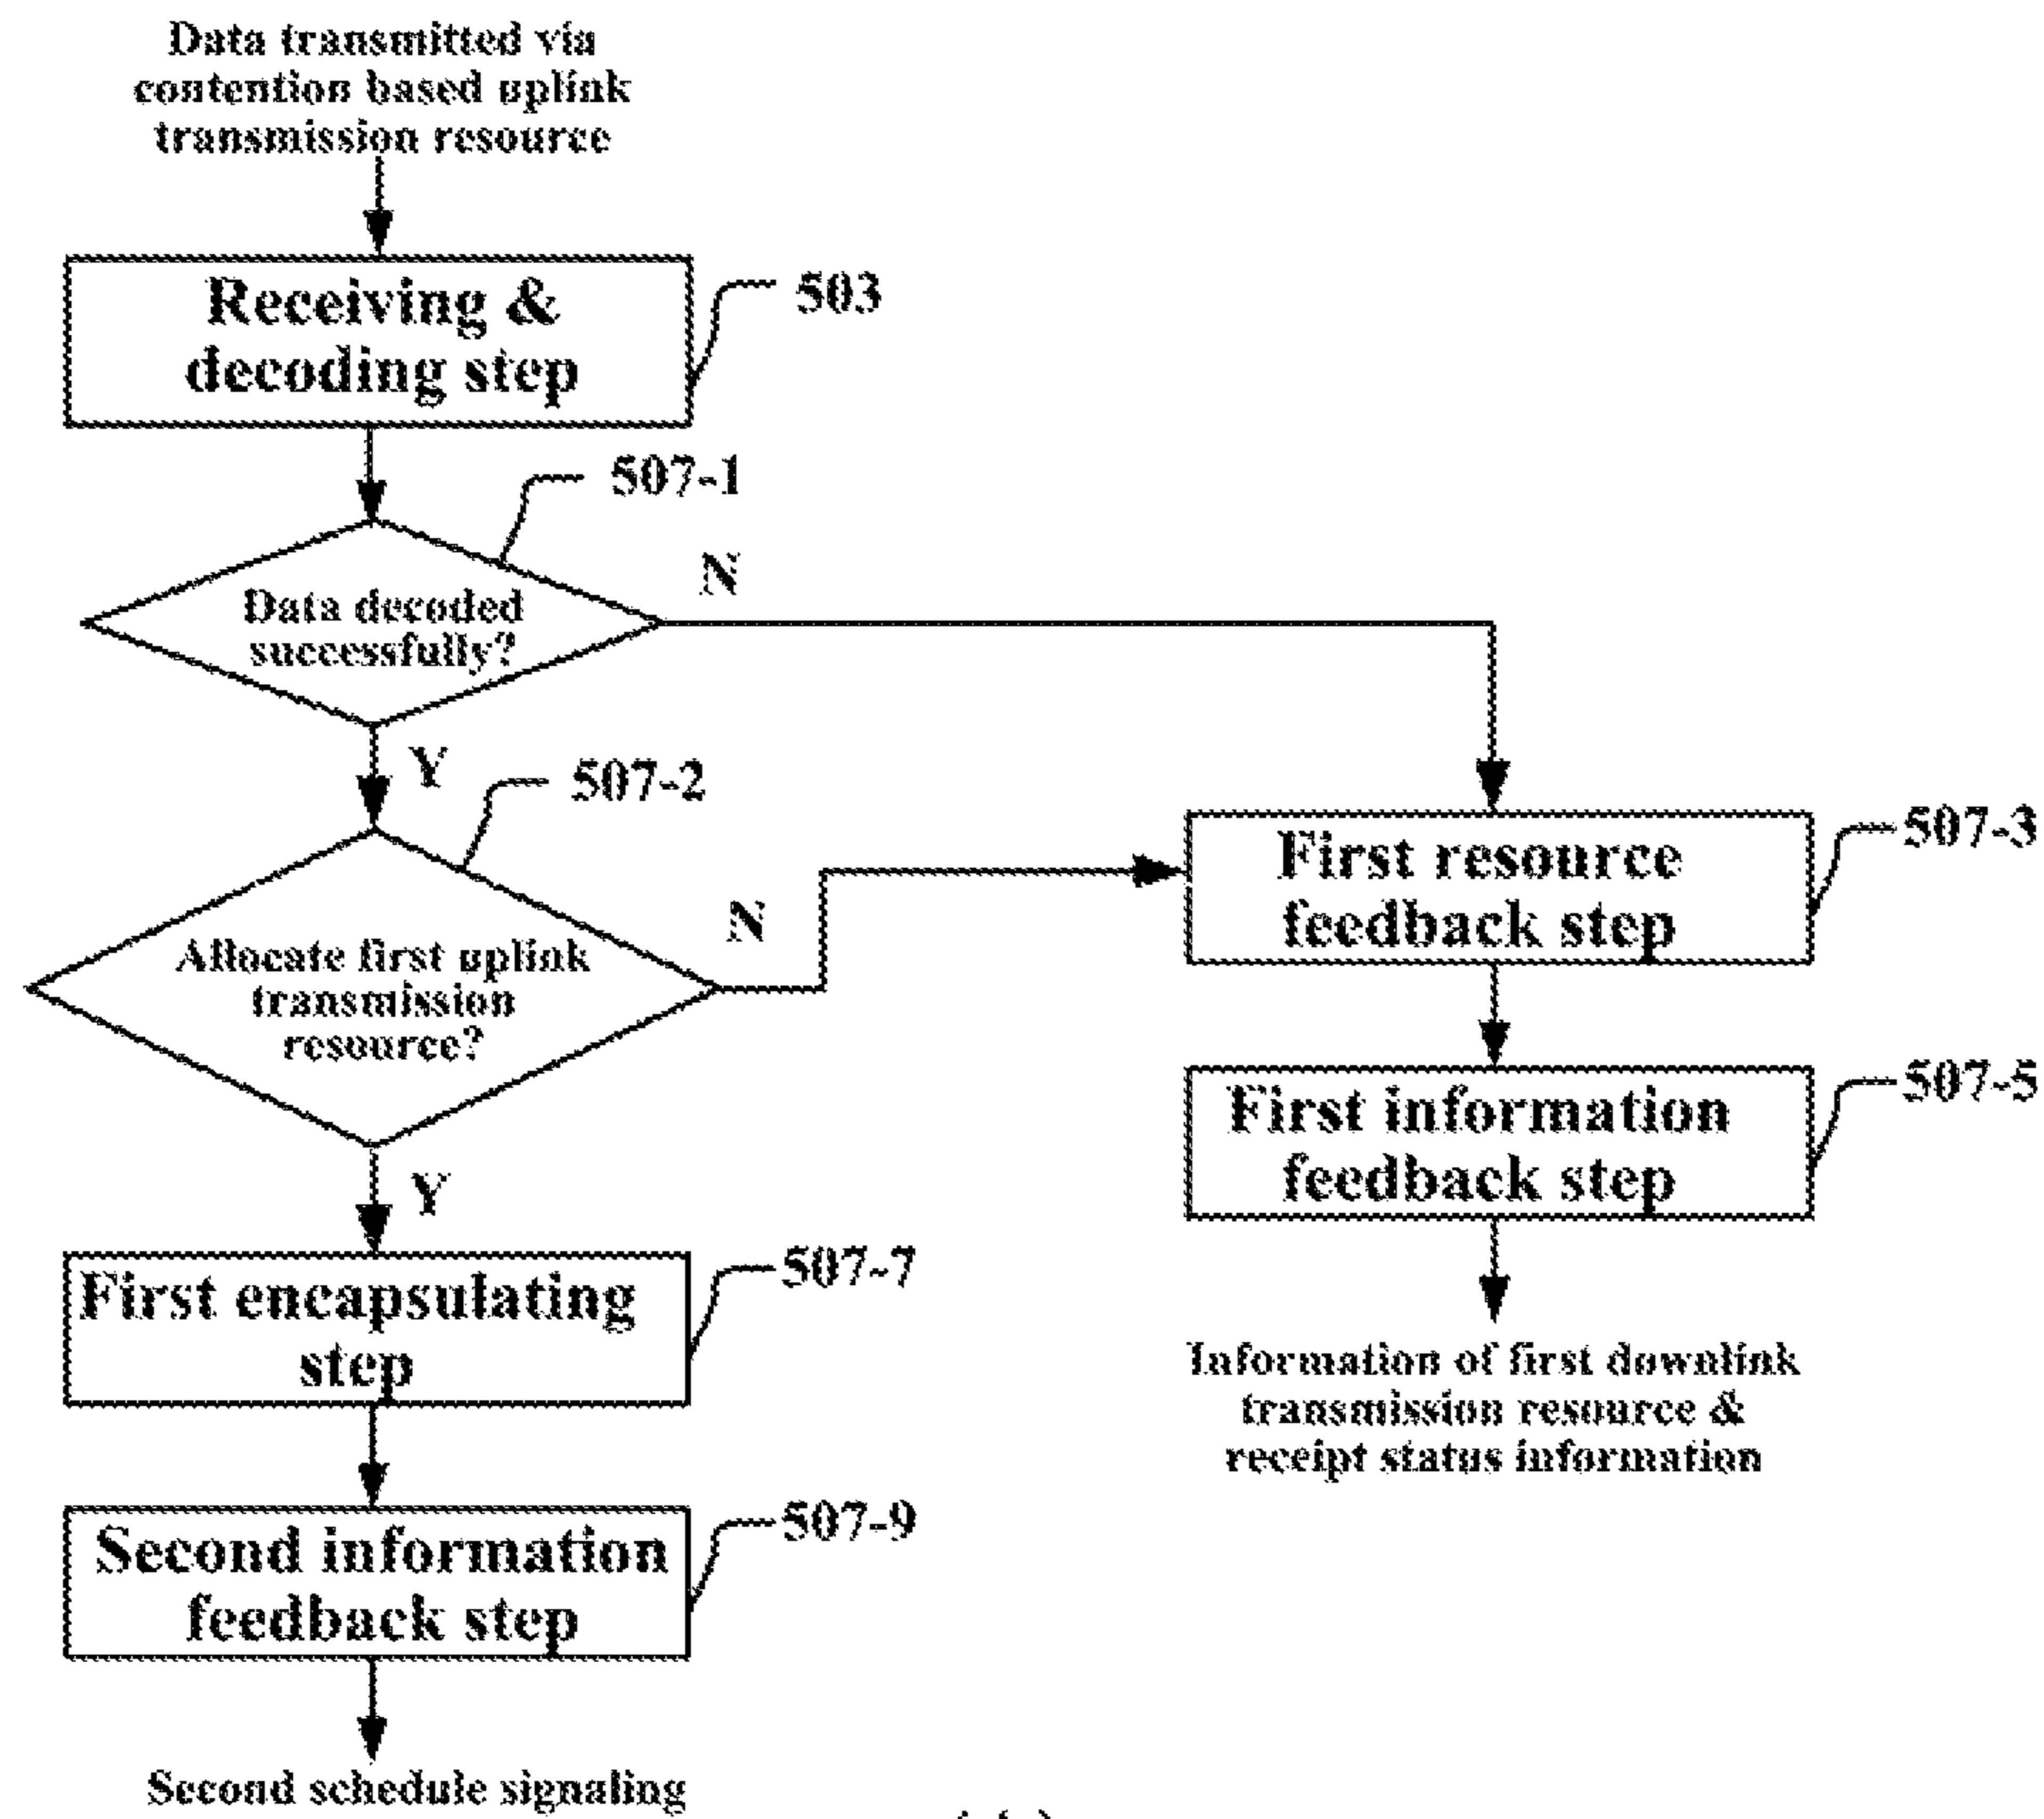 Data transmitted via
contention based uplink
transmission resource
Receiving &
decoding step
503
507-1
Data decoded
successfully?
N
Y
507-2
Allocate first uplink
transmission
resource?
N
Y
First resource
feedback step
507-3
First information
feedback step
507-5
Information of first downlink
transmission resource &
receipt status information
First encapsulating
step
507-7
Second information
feedback step
507-9
Second schedule signaling